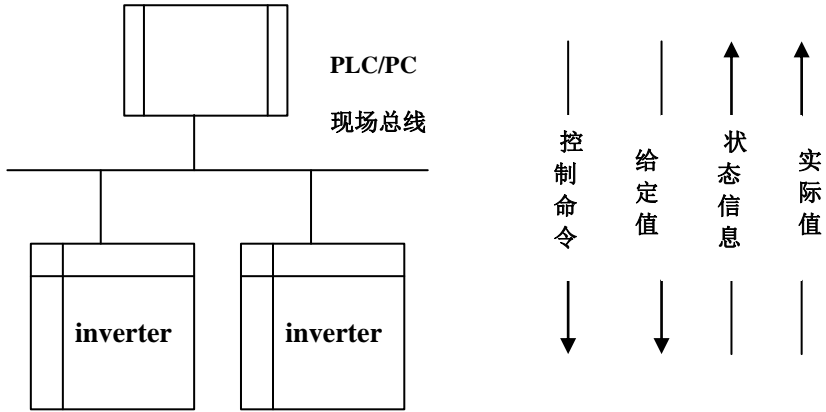 PLC/PC
现场总线
inverter
inverter
控制命令
给定值
状态信息
实际值